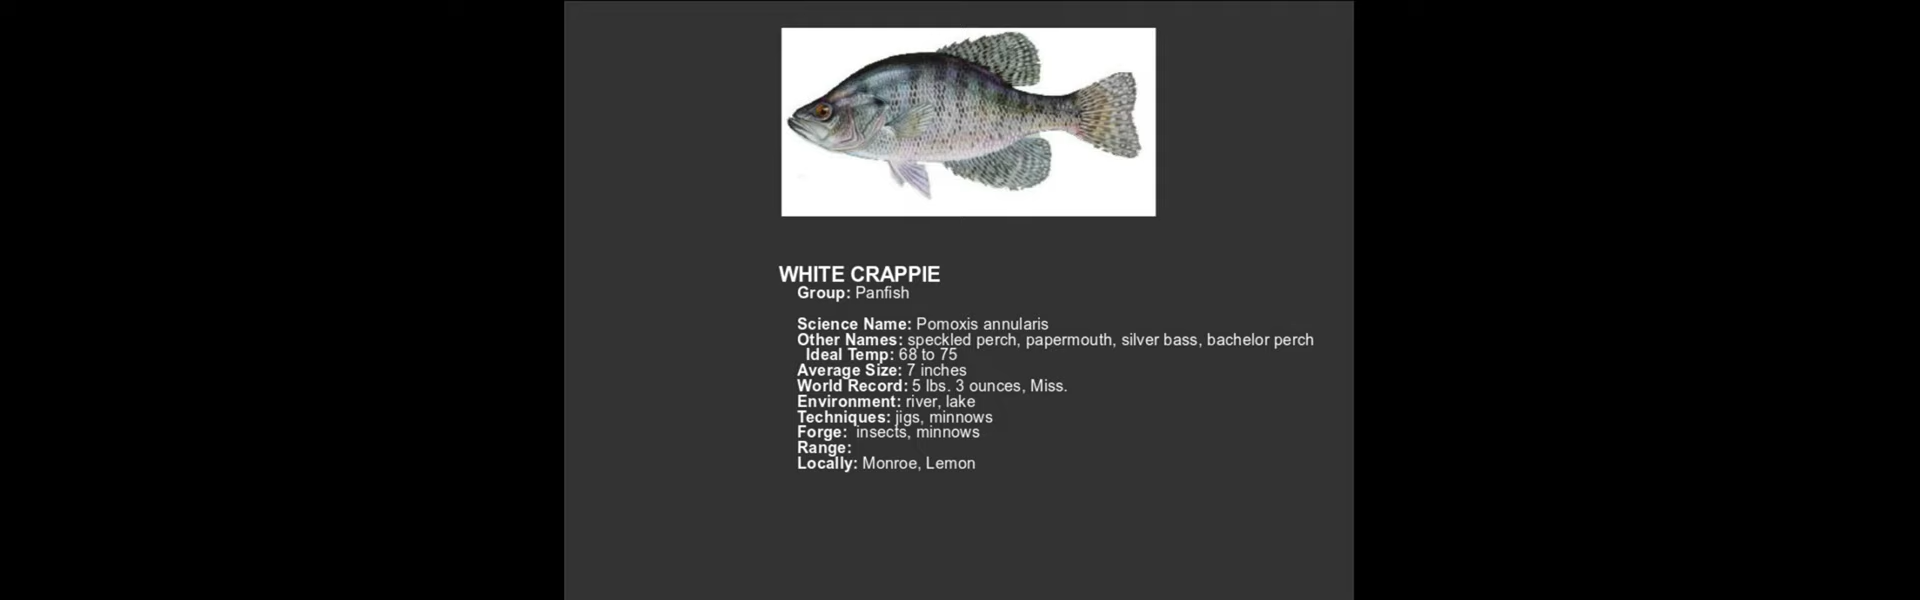 WHITE CRAPPIE
Group: Panfish
Science Name: Pomoxis annularis
Other Names: speckled perch, papermouth, silver bass, bachelor perch
Ideal Temp: 68 to 75
Average Size: 7 inches
World Record: 5 lbs. 3 ounces, Miss.
Environment: river, lake
Techniques: jigs, minnows
Forge: insects, minnows
Range:
Locally: Monroe, Lemon